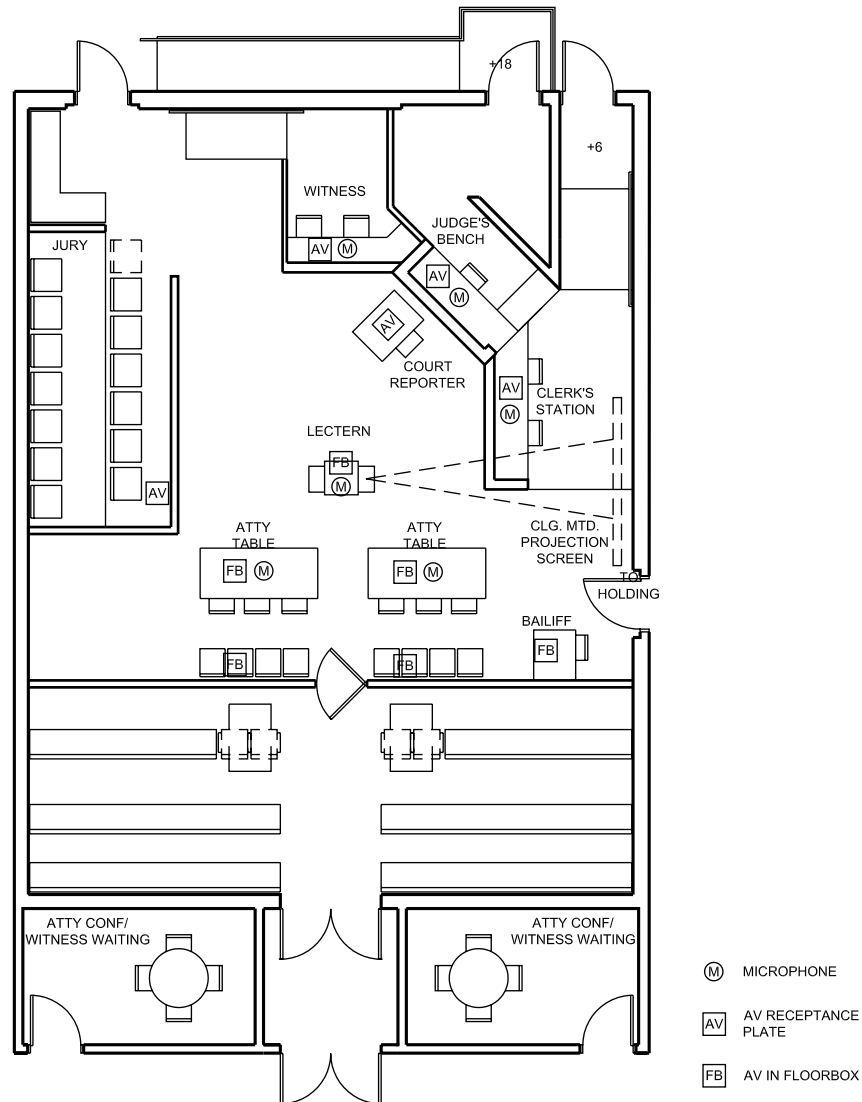 +18
+6
WITNESS
AV
M
JURY
JUDGE'S
BENCH
AV
M
AV
COURT
REPORTER
AV
M
CLERK'S
STATION
LECTERN
FB
M
AV
ATTY
TABLE
FB
M
ATTY
TABLE
FB
M
CLG. MTD.
PROJECTION
SCREEN
TO
HOLDING
BAILIFF
FB
FB
FB
ATTY CONF/
WITNESS WAITING
ATTY CONF/
WITNESS WAITING
M MICROPHONE
AV AV RECEPTANCE
PLATE
FB AV IN FLOORBOX